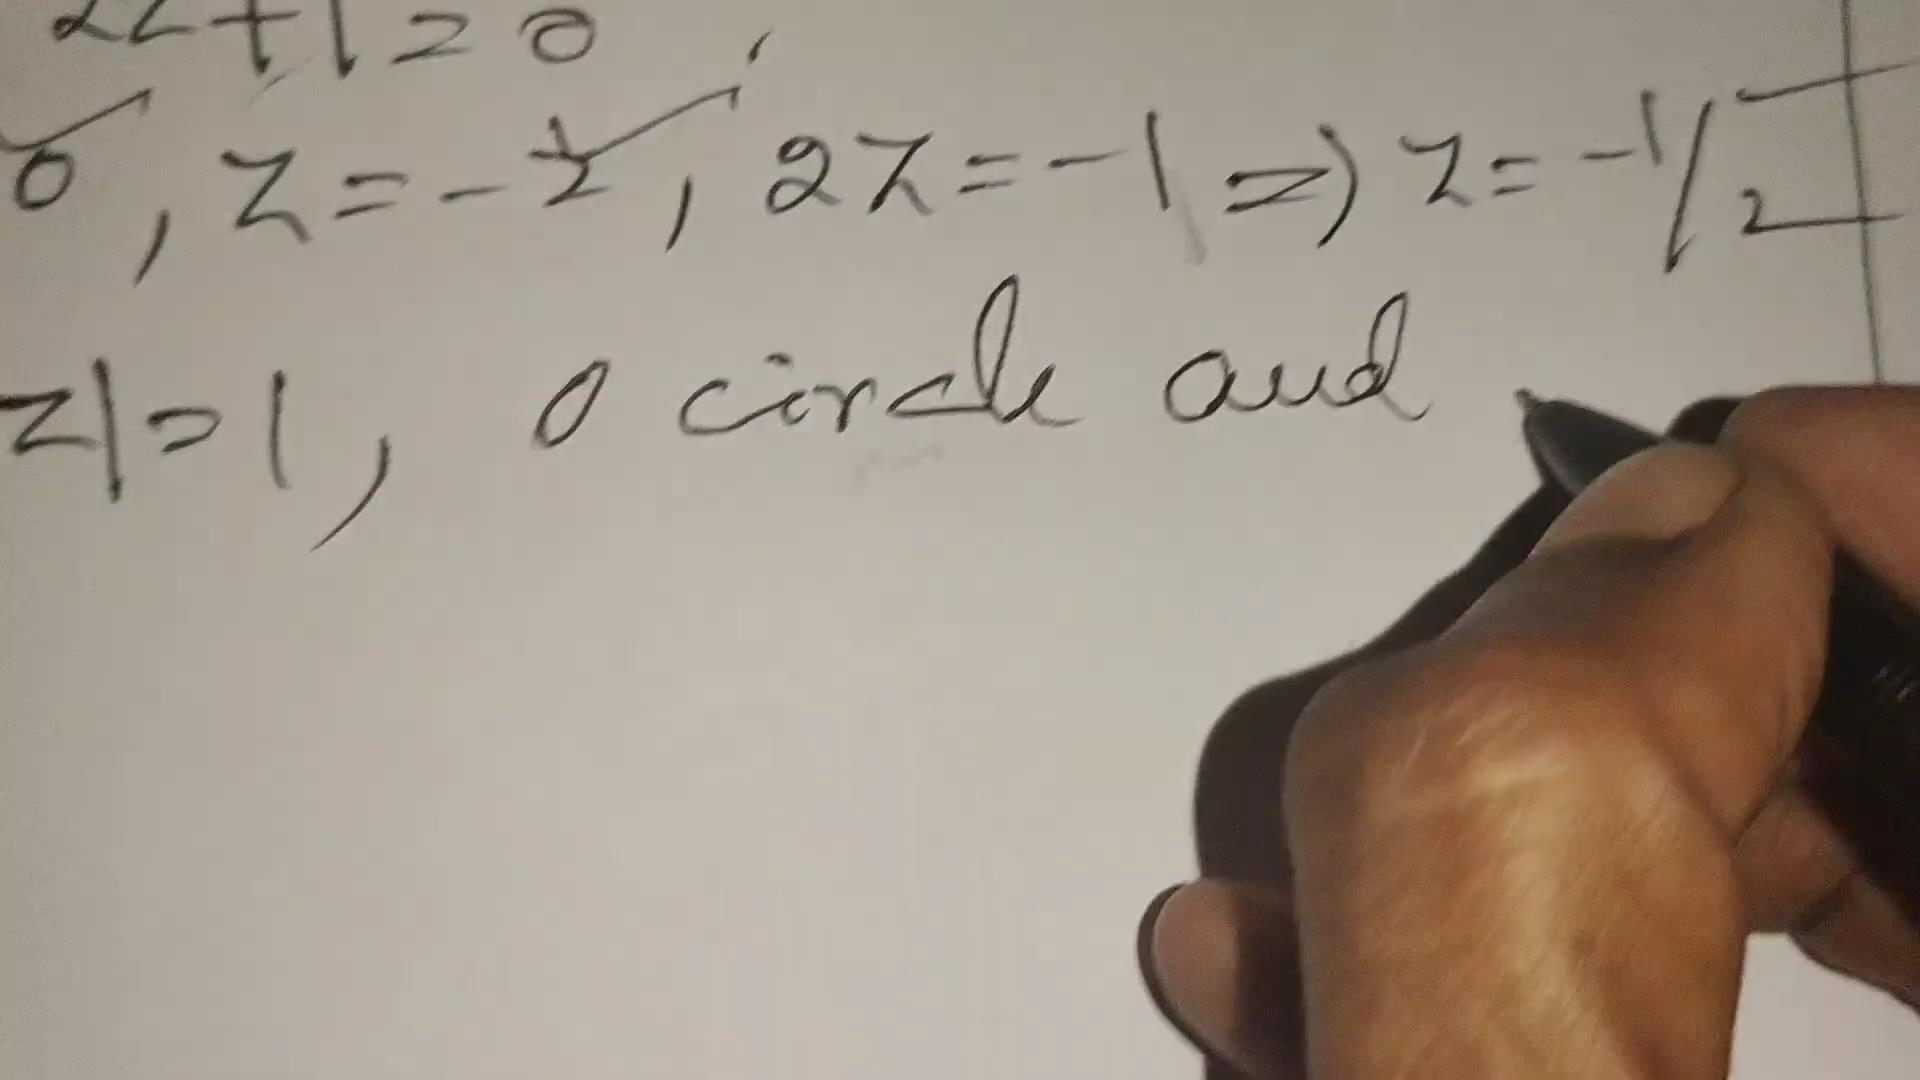 2z+1=0
0, z=-1/2, 2z=-1 => z=-1/2
z|=1, 0 circle and